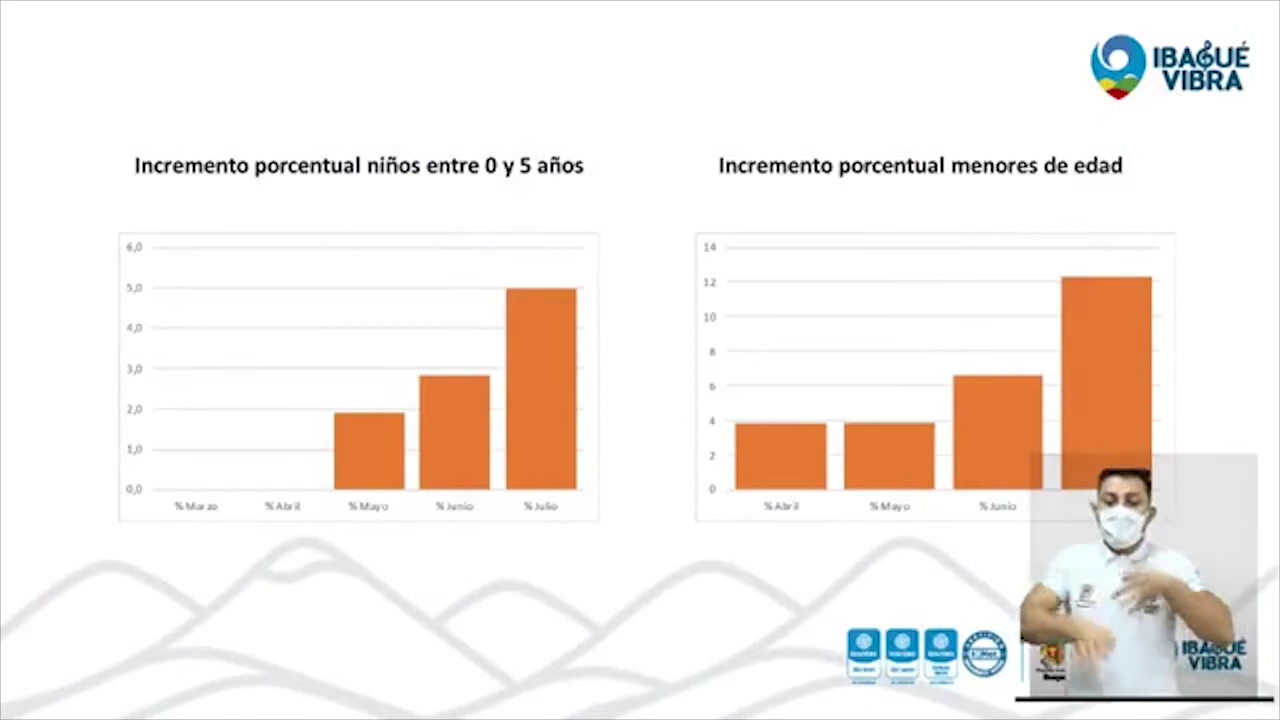 IBAGUÉ
VIBRA
Incremento porcentual niños entre 0 y 5 años
6,0
5,0
4,0
3,0
2,0
1,0
0,0
% Marzo
% Abril
% Mayo
% Junio
% Julio
Incremento porcentual menores de edad
14
12
10
8
6
4
2
0
% Abril
% Mayo
% Junio
IBAGUÉ
VIBRA